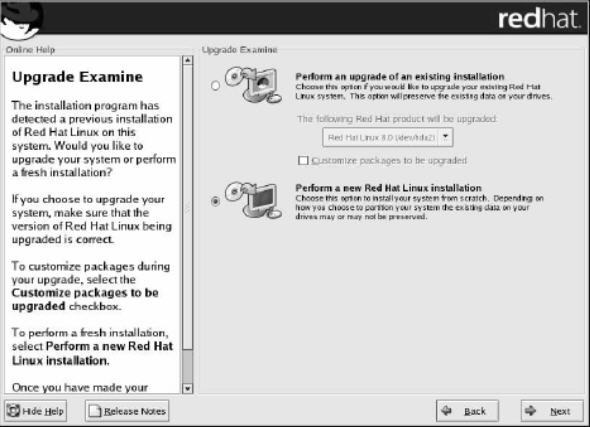 redhat.
Online Help
Upgrade Examine
The installation program has
detected a previous installation
of Red Hat Linux on this
system. Would you like to
upgrade your system or perform
a fresh installation?
If you choose to upgrade your
system, make sure that the
version of Red Hat Linux being
upgraded is correct.
To customize packages during
your upgrade, select the
Customize packages to be
upgraded checkbox.
To perform a fresh installation,
select Perform a new Red Hat
Linux installation.
Once you have made your
Upgrade Examine
Perform an upgrade of an existing installation
Choose this option if you would like to upgrade your existing Red Hat
Linux system. This option will preserve the existing data on your drives.
The following Red Hat product will be upgraded:
Red Hat Linux 8.0 (/dev/hda2)
Customize packages to be upgraded
Perform a new Red Hat Linux installation
Choose this option to install your system from scratch. Depending on
how you choose to partition your system the existing data on your
drives may or may not be preserved.
Hide Help
Release Notes
Back
Next